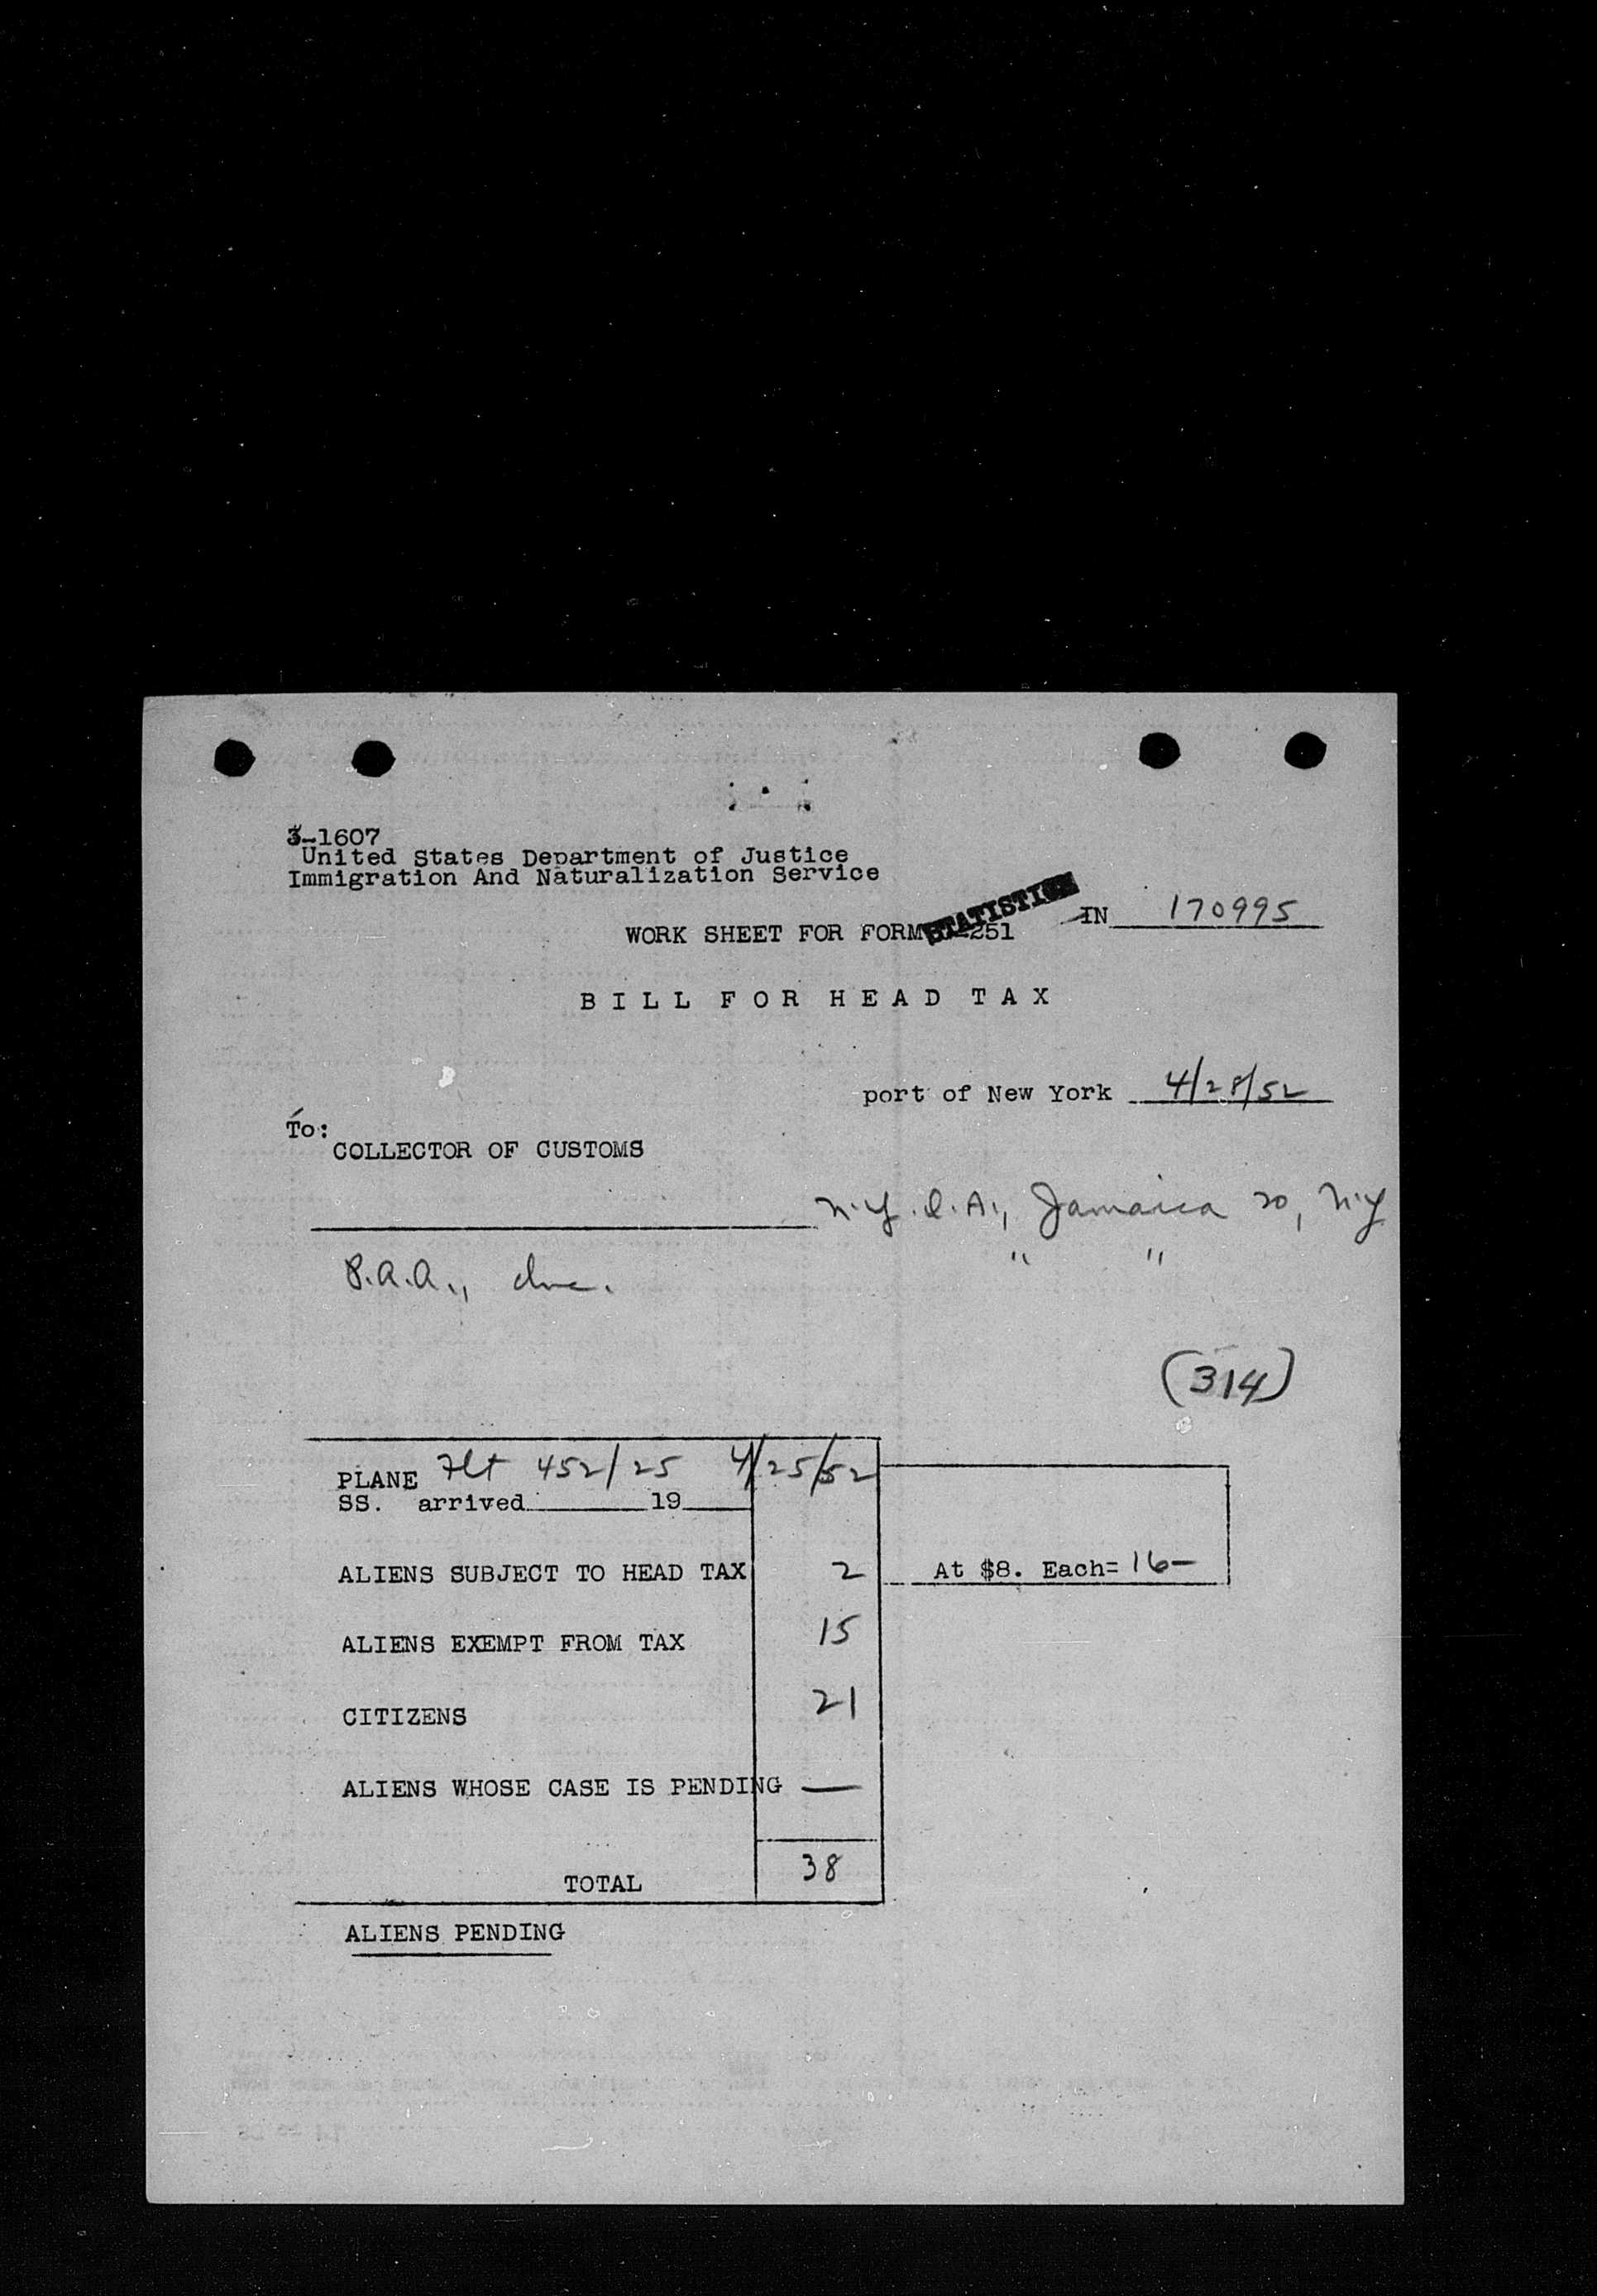 3-1607
United States Department of Justice
Immigration And Naturalization Service
STATISTICS
IN 170995
WORK SHEET FOR FORM -251
BILL FOR HEAD TAX
port of New York 4/28/52
To:
COLLECTOR OF CUSTOMS
N.Y.I.A., Jamaica 20, N.Y
P.A.A., Inc. " "
(314)
PLANE Flt 452/25 4/25/52
SS. arrived 19
ALIENS SUBJECT TO HEAD TAX 2 At $8. Each= 16-
ALIENS EXEMPT FROM TAX 15
CITIZENS 21
ALIENS WHOSE CASE IS PENDING —
TOTAL 38
ALIENS PENDING